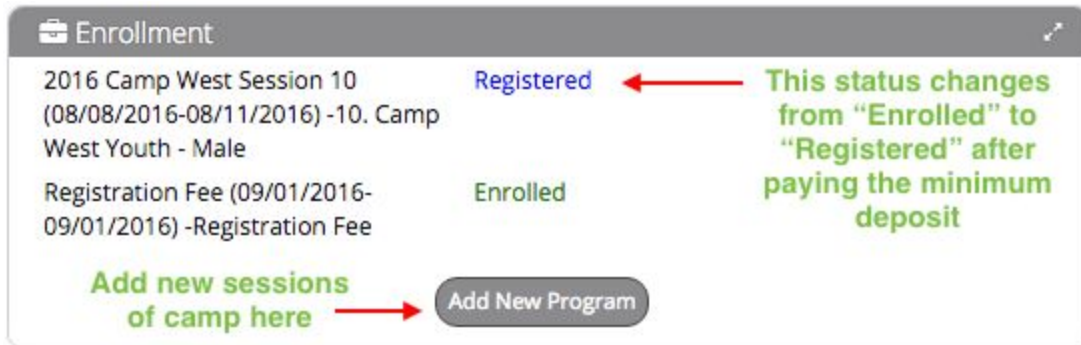 Enrollment
2016 Camp West Session 10
(08/08/2016-08/11/2016) -10. Camp
West Youth - Male
Registered
This status changes
from “Enrolled” to
“Registered” after
paying the minimum
deposit
Registration Fee (09/01/2016-
09/01/2016) -Registration Fee
Enrolled
Add new sessions
of camp here
Add New Program